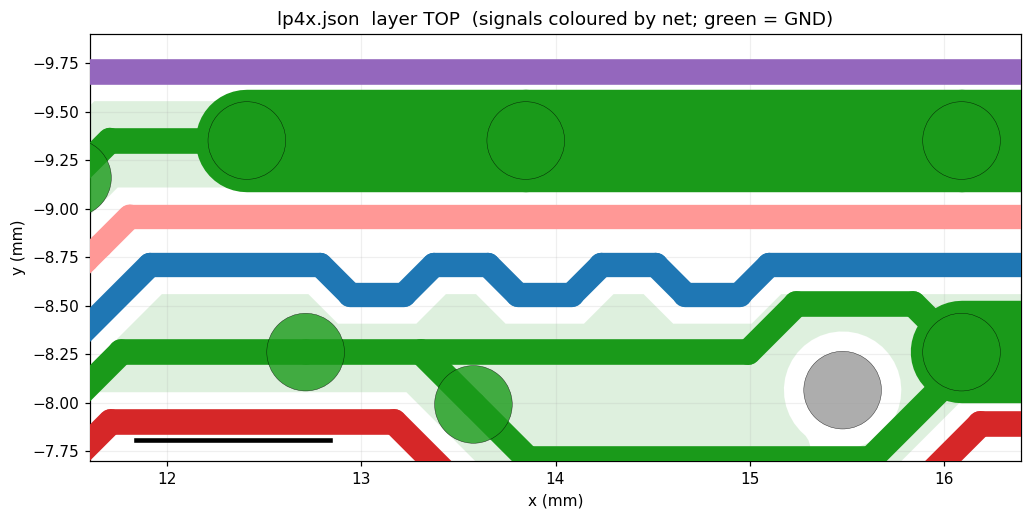 lp4x.json  layer TOP  (signals coloured by net; green = GND)
−9.75
−9.50
−9.25
−9.00
−8.75
−8.50
−8.25
−8.00
−7.75
y (mm)
12 13 14 15 16
x (mm)